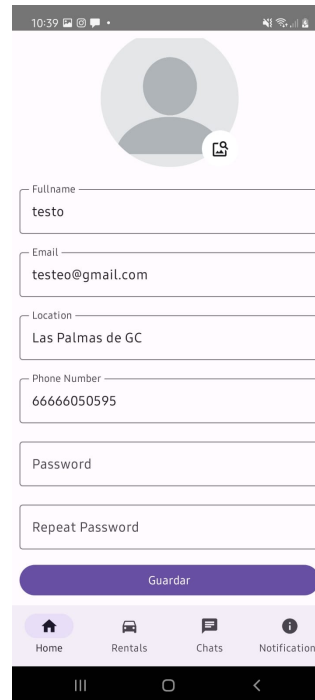 10:39
Fullname
testo
Email
testeo@gmail.com
Location
Las Palmas de GC
Phone Number
66666050595
Password
Repeat Password
Guardar
Home Rentals Chats Notification